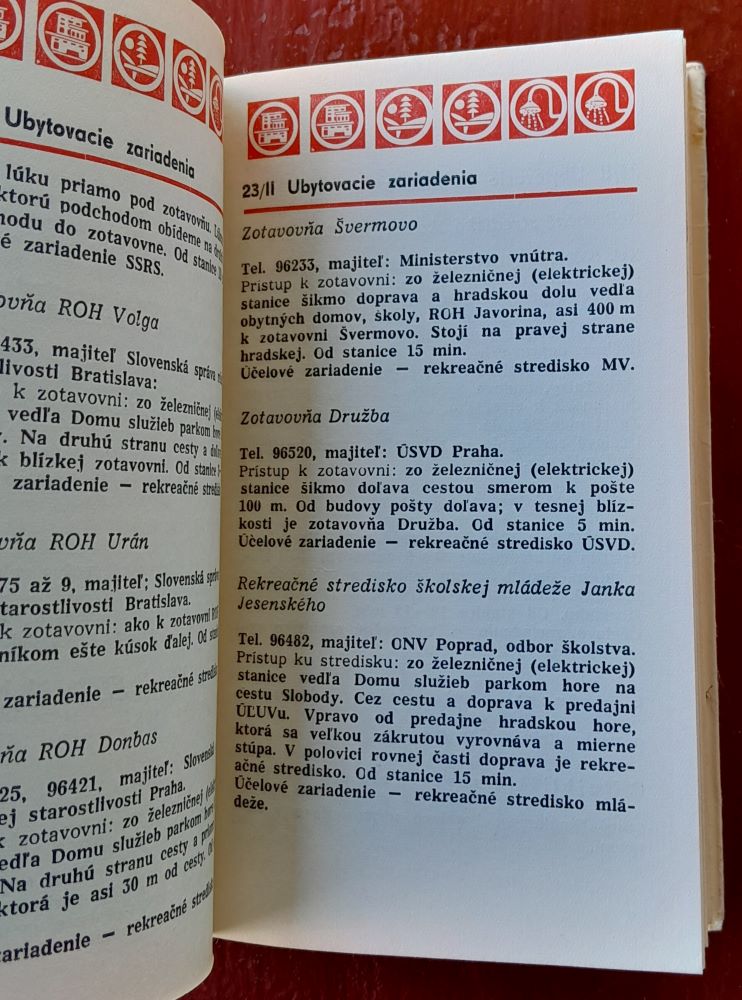 Ubytovacie zariadenia
lúku priamo pod zotavovňu.
ktorú podchodom obídeme na
hodu do zotavovne. Od stanice
é zariadenie SSRS.
ovňa ROH Volga
433, majiteľ Slovenská správa
livosti Bratislava:
k zotavovni: zo železničnej
vedľa Domu služieb parkom hore
Na druhú stranu cesty a
k blízkej zotavovni. Od stanice
zariadenie — rekreačné
ovňa ROH Urán
75 až 9, majiteľ; Slovenská
starostlivosti Bratislava.
k zotavovni: ako k zotavovni
níkom ešte kúsok ďalej. Od
zariadenie — rekreačné
ňa ROH Donbas
25, 96421, majiteľ: Slovenská
ej starostlivosti Praha.
k zotavovni: zo železničnej
vedľa Domu služieb parkom
Na druhú stranu cesty a
ktorá je asi 30 m od cesty.
zariadenie — rekreačné
23/II Ubytovacie zariadenia
Zotavovňa Švermovo
Tel. 96233, majiteľ: Ministerstvo vnútra.
Prístup k zotavovni: zo železničnej (elektrickej)
stanice šikmo doprava a hradskou dolu vedľa
obytných domov, školy, ROH Javorina, asi 400 m
k zotavovni Švermovo. Stojí na pravej strane
hradskej. Od stanice 15 min.
Účelové zariadenie — rekreačné stredisko MV.
Zotavovňa Družba
Tel. 96520, majiteľ: ÚSVD Praha.
Prístup k zotavovni: zo železničnej (elektrickej)
stanice šikmo doľava cestou smerom k pošte
100 m. Od budovy pošty doľava; v tesnej blíz-
kosti je zotavovňa Družba. Od stanice 5 min.
Účelové zariadenie — rekreačné stredisko ÚSVD.
Rekreačné stredisko školskej mládeže Janka
Jesenského
Tel. 96482, majiteľ: ONV Poprad, odbor školstva.
Prístup ku stredisku: zo železničnej (elektrickej)
stanice vedľa Domu služieb parkom hore na
cestu Slobody. Cez cestu a doprava k predajni
ÚĽUVu. Vpravo od predajne hradskou hore,
ktorá sa veľkou zákrutou vyrovnáva a mierne
stúpa. V polovici rovnej časti doprava je rekre-
ačné stredisko. Od stanice 15 min.
Účelové zariadenie — rekreačné stredisko mlá-
deže.